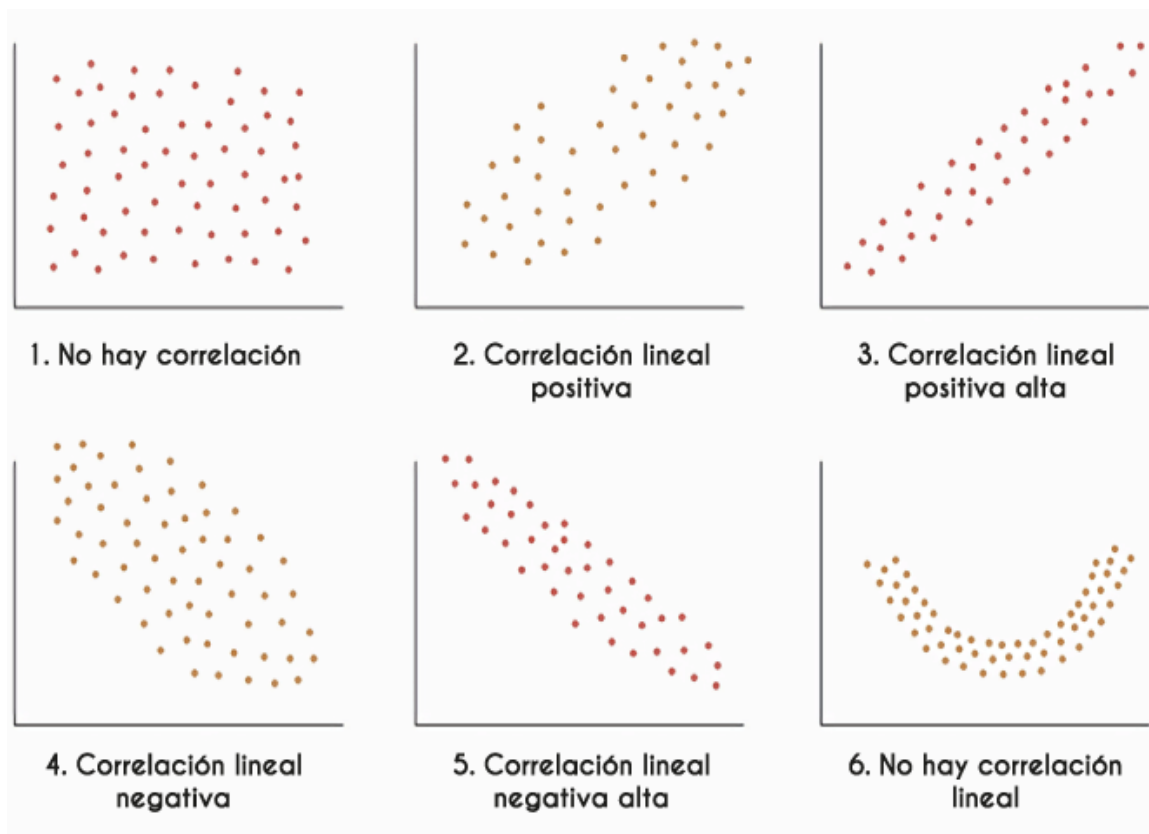 1. No hay correlación
2. Correlación lineal
positiva
3. Correlación lineal
positiva alta
4. Correlación lineal
negativa
5. Correlación lineal
negativa alta
6. No hay correlación
lineal